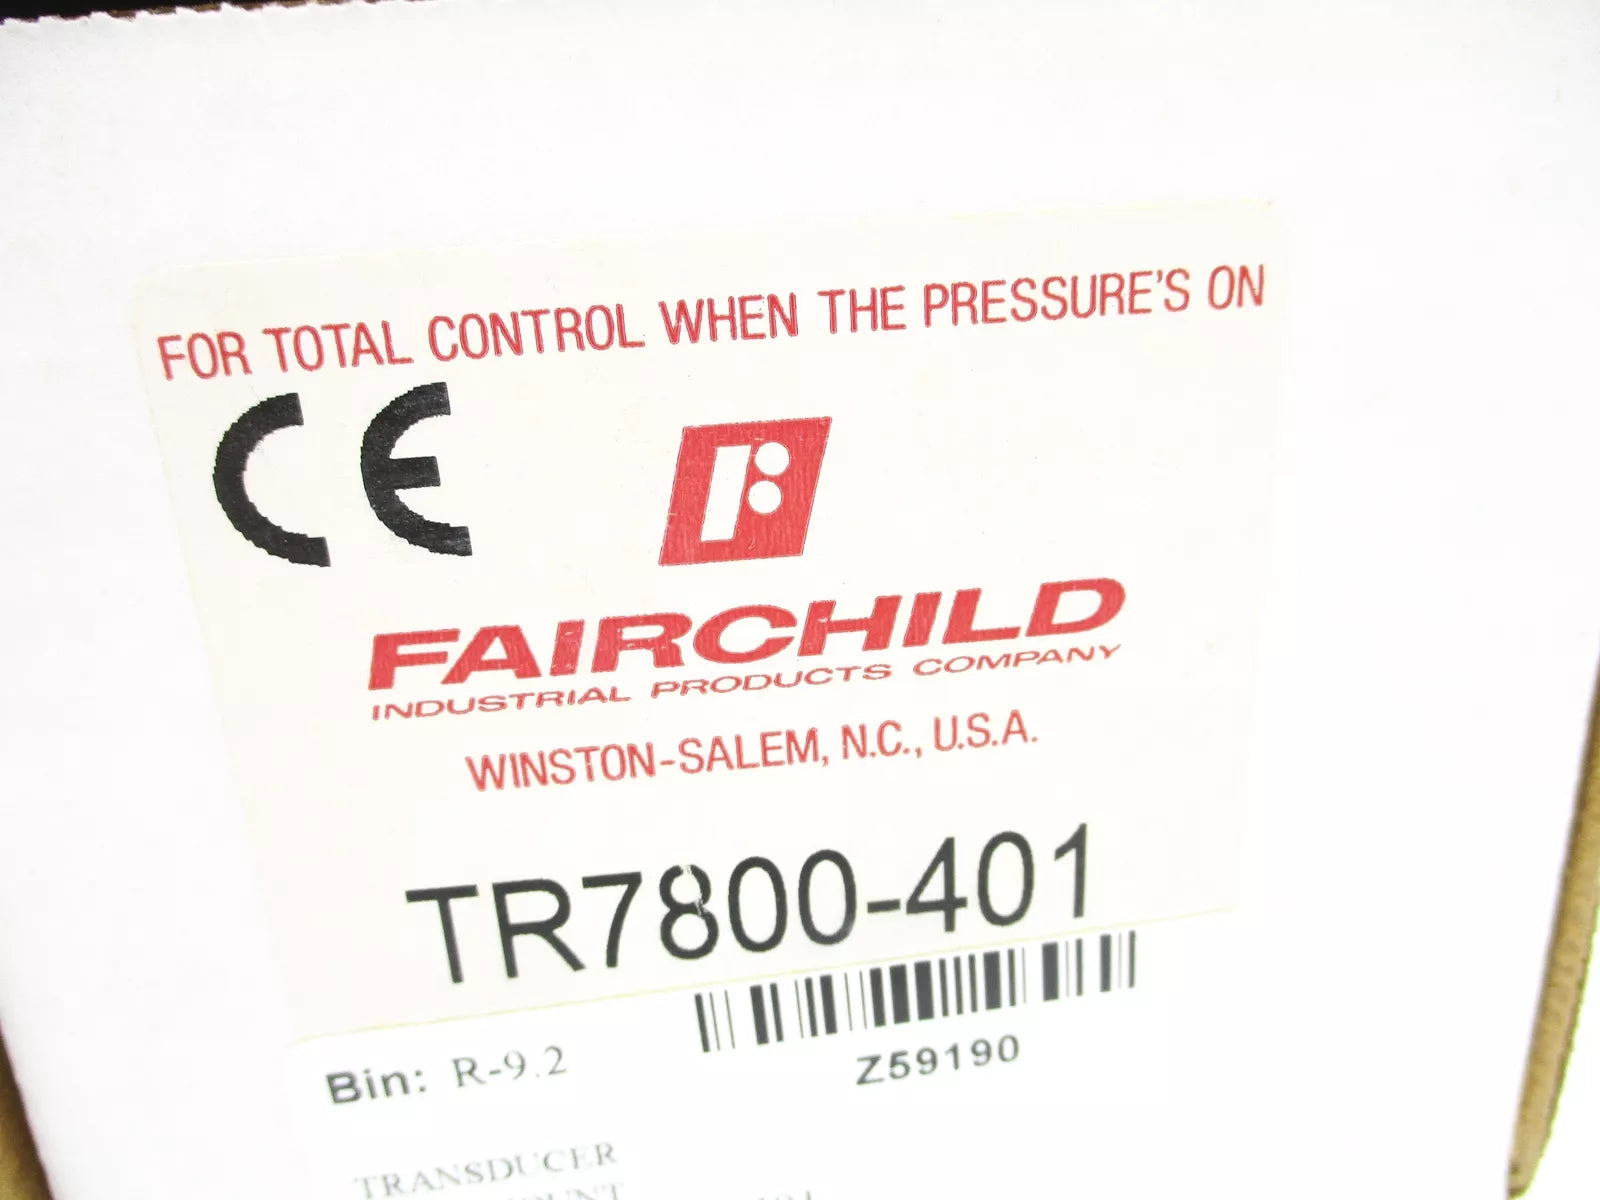 FOR TOTAL CONTROL WHEN THE PRESSURE'S ON
CE
FAIRCHILD
INDUSTRIAL PRODUCTS COMPANY
WINSTON-SALEM, N.C., U.S.A.
TR7800-401
Bin: R-9.2
Z59190
TRANSDUCER